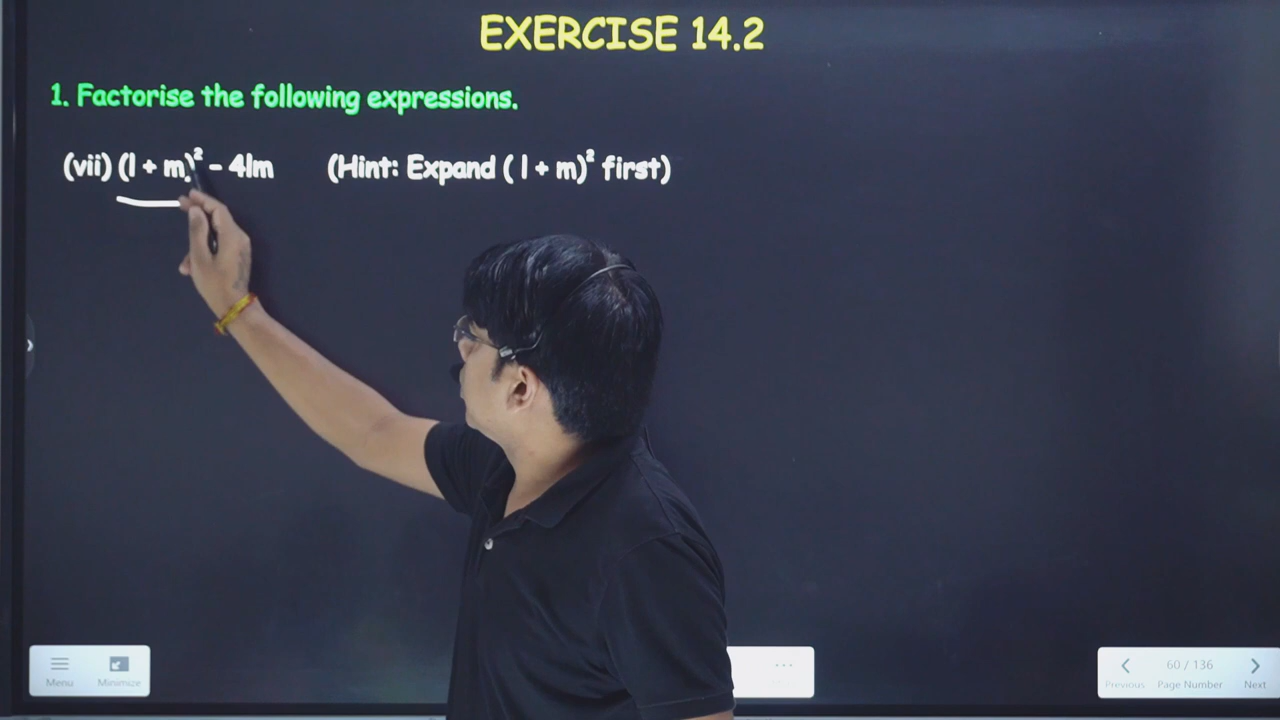 EXERCISE 14.2
1. Factorise the following expressions.
(vii) (l + m)² - 4lm (Hint: Expand ( l + m)² first)
Menu Minimize
60 / 136
Previous Page Number Next